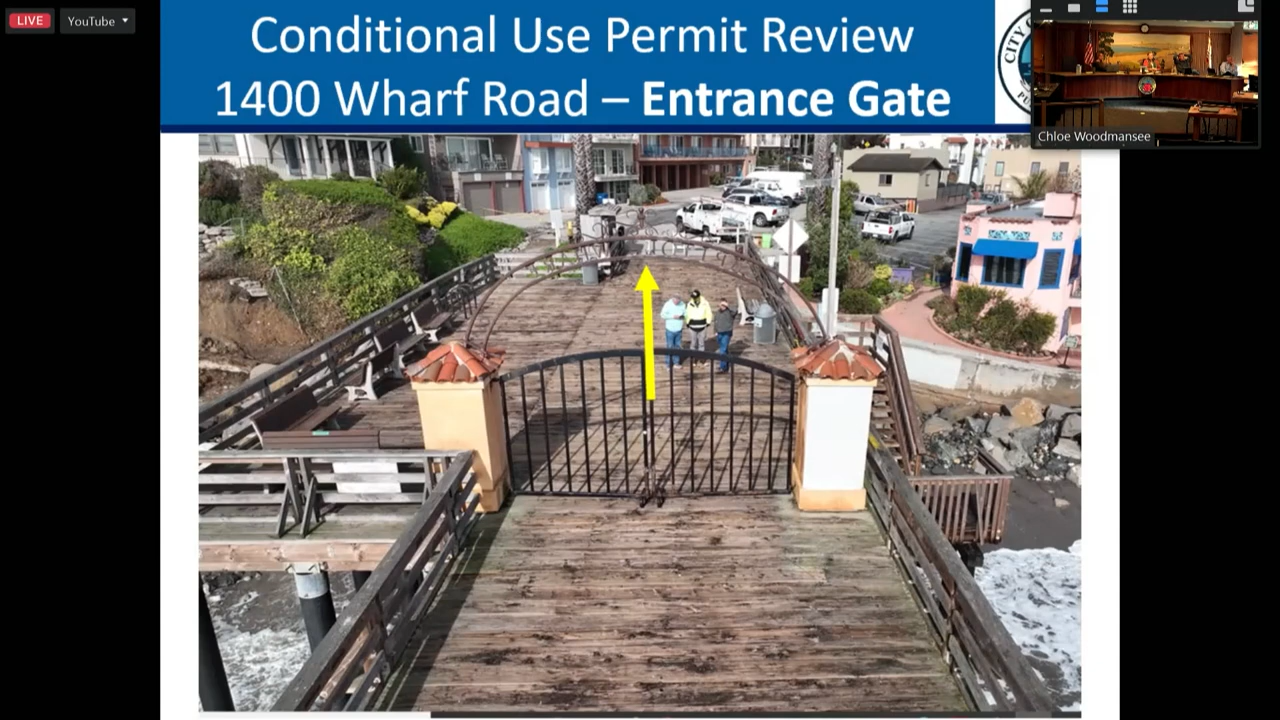 LIVE
YouTube
Conditional Use Permit Review
1400 Wharf Road – Entrance Gate
Chloe Woodmansee